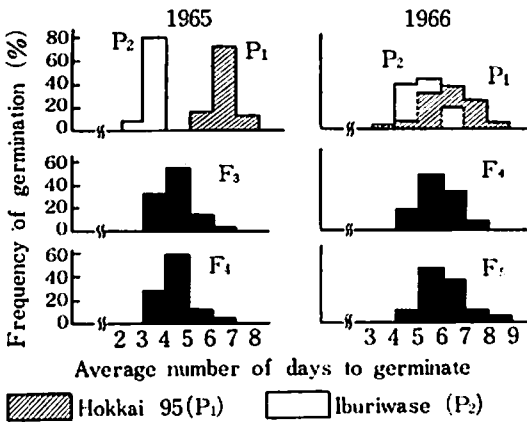 1965
1966
Frequency of germination (%)
80
60
40
20
0
P₂
P₁
P₂
P₁
60
40
20
0
F₃
F₄
60
40
20
0
F₄
F₅
2 3 4 5 6 7 8
3 4 5 6 7 8 9
Average number of days to germinate
Hokkai 95(P₁)
Iburiwase (P₂)